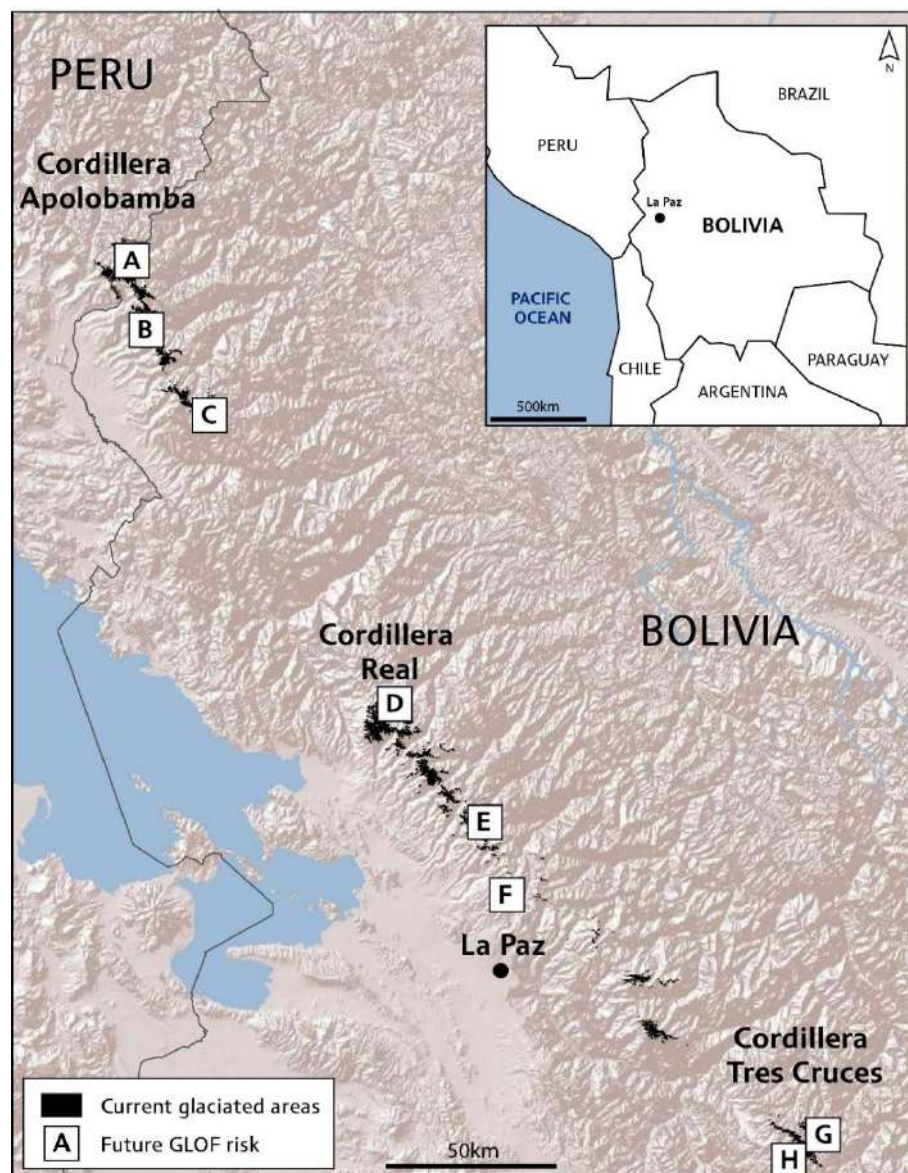 PERU
Cordillera
Apolobamba
A
B
C
N
BRAZIL
PERU
La Paz
BOLIVIA
PACIFIC
OCEAN
CHILE
PARAGUAY
ARGENTINA
500km
BOLIVIA
Cordillera
Real
D
E
F
La Paz
Cordillera
Tres Cruces
G
H
Current glaciated areas
A
Future GLOF risk
50km